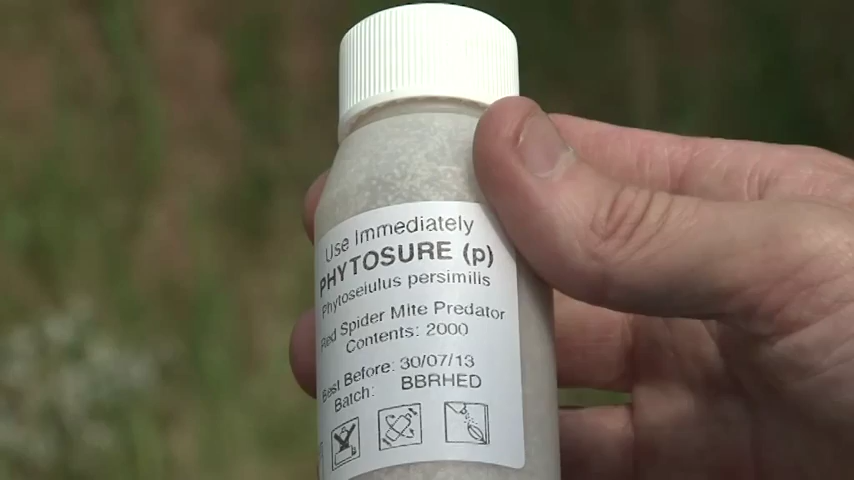 Use Immediately
PHYTOSURE (p)
Phytoseiulus persimilis
Red Spider Mite Predator
Contents: 2000
Best Before: 30/07/13
Batch: BBRHED